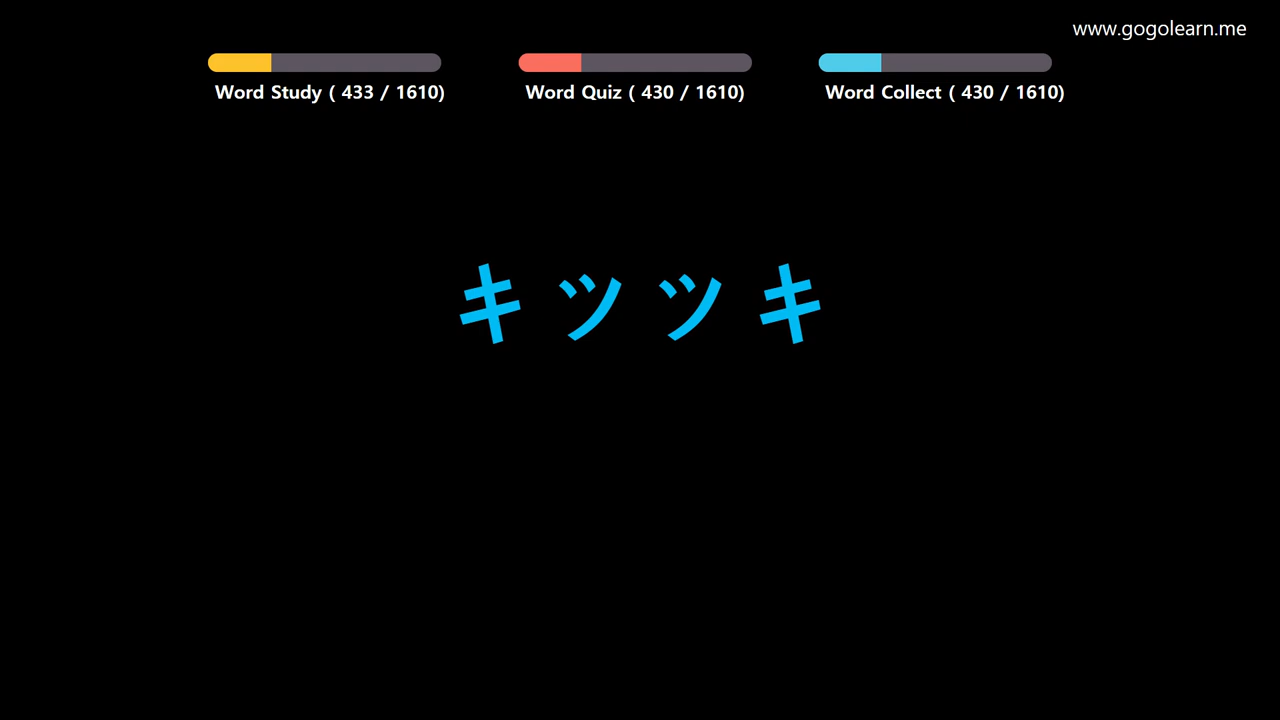 www.gogolearn.me
Word Study ( 433 / 1610)
Word Quiz ( 430 / 1610)
Word Collect ( 430 / 1610)
キツツキ